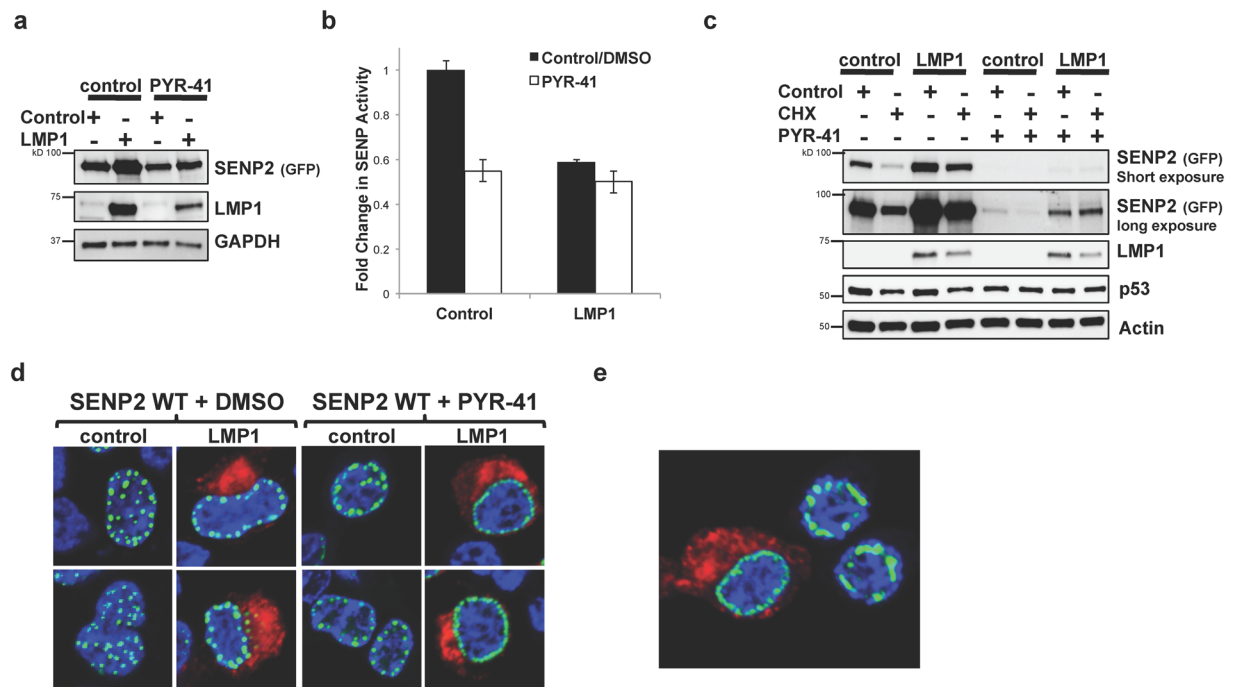 a
control PYR-41
Control + - + -
LMP1 - + - +
kD 100
SENP2 (GFP)
75
LMP1
37
GAPDH
b
Fold Change in SENP Activity
1
0.8
0.6
0.4
0.2
0
Control/DMSO
PYR-41
Control LMP1
c
control LMP1 control LMP1
Control + - + - + - + -
CHX - + - + - + - +
PYR-41 - - - - + + + +
kD 100
SENP2 (GFP)
Short exposure
100
SENP2 (GFP)
long exposure
75
LMP1
50
p53
50
Actin
d
SENP2 WT + DMSO SENP2 WT + PYR-41
control LMP1 control LMP1
e